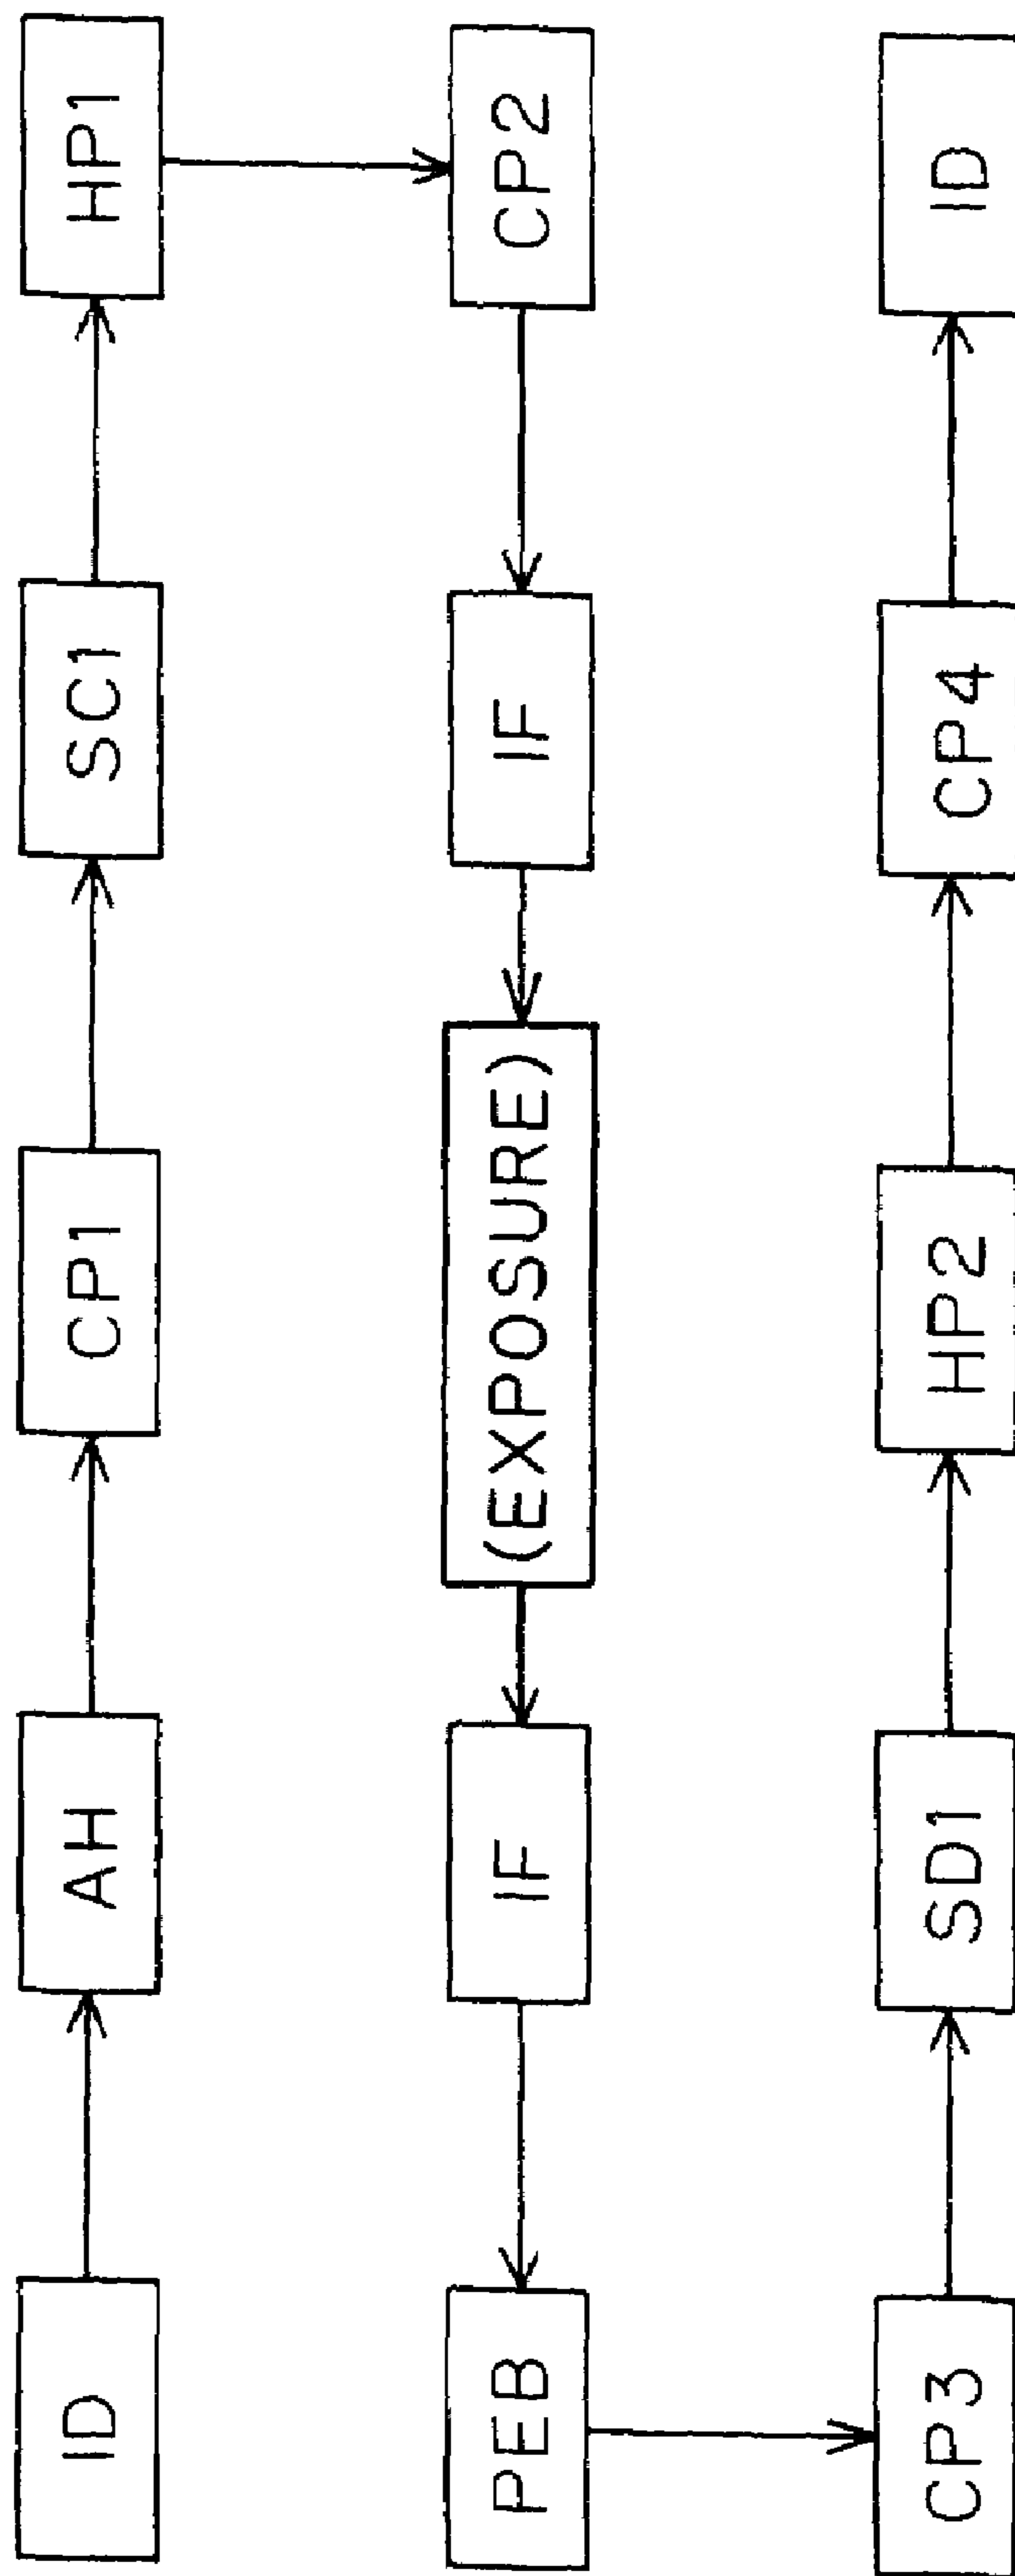 ID
AH
CP1
SC1
HP1
CP2
IF
(EXPOSURE)
IF
PEB
CP3
SD1
HP2
CP4
ID